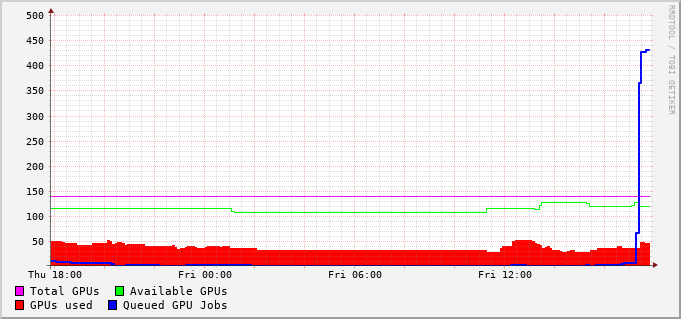 500
450
400
350
300
250
200
150
100
50
Thu 18:00 Fri 00:00 Fri 06:00 Fri 12:00
Total GPUs Available GPUs
GPUs used Queued GPU Jobs
RRDTOOL / TOBI OETIKER